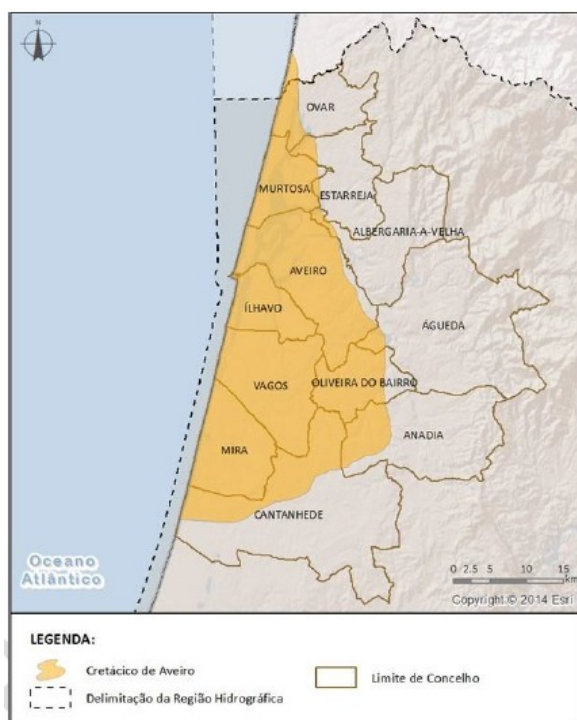 N
OVAR
MURTOSA
ESTARREJA
ALBERGARIA-A-VELHA
AVEIRO
ÍLHAVO
ÁGUEDA
VAGOS
OLIVEIRA DO BAIRRO
ANADIA
MIRA
CANTANHEDE
Oceano
Atlântico
0 2.5 5 10 15
km
Copyright:© 2014 Esri
LEGENDA:
Cretácico de Aveiro
Limite de Concelho
Delimitação da Região Hidrográfica